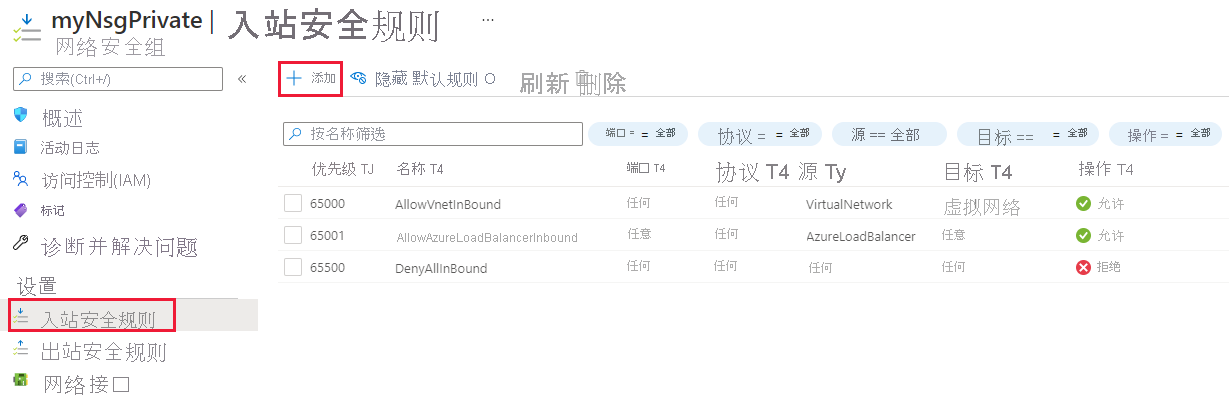 myNsgPrivate | 入站安全规则 ...
网络安全组
搜索(Ctrl+/) «
添加 隐藏 默认规则 O 刷新 删除
概述
活动日志
访问控制(IAM)
标记
诊断并解决问题
设置
入站安全规则
出站安全规则
网络接口
按名称筛选 端口 = = 全部 协议 = = 全部 源 == 全部 目标 == = 全部 操作 = = 全部
优先级 TJ 名称 T4 端口 T4 协议 T4 源 Ty 目标 T4 操作 T4
65000 AllowVnetInBound 任何 任何 VirtualNetwork 虚拟网络 允许
65001 AllowAzureLoadBalancerInbound 任意 任何 AzureLoadBalancer 任意 允许
65500 DenyAllInBound 任何 任何 任何 任何 拒绝